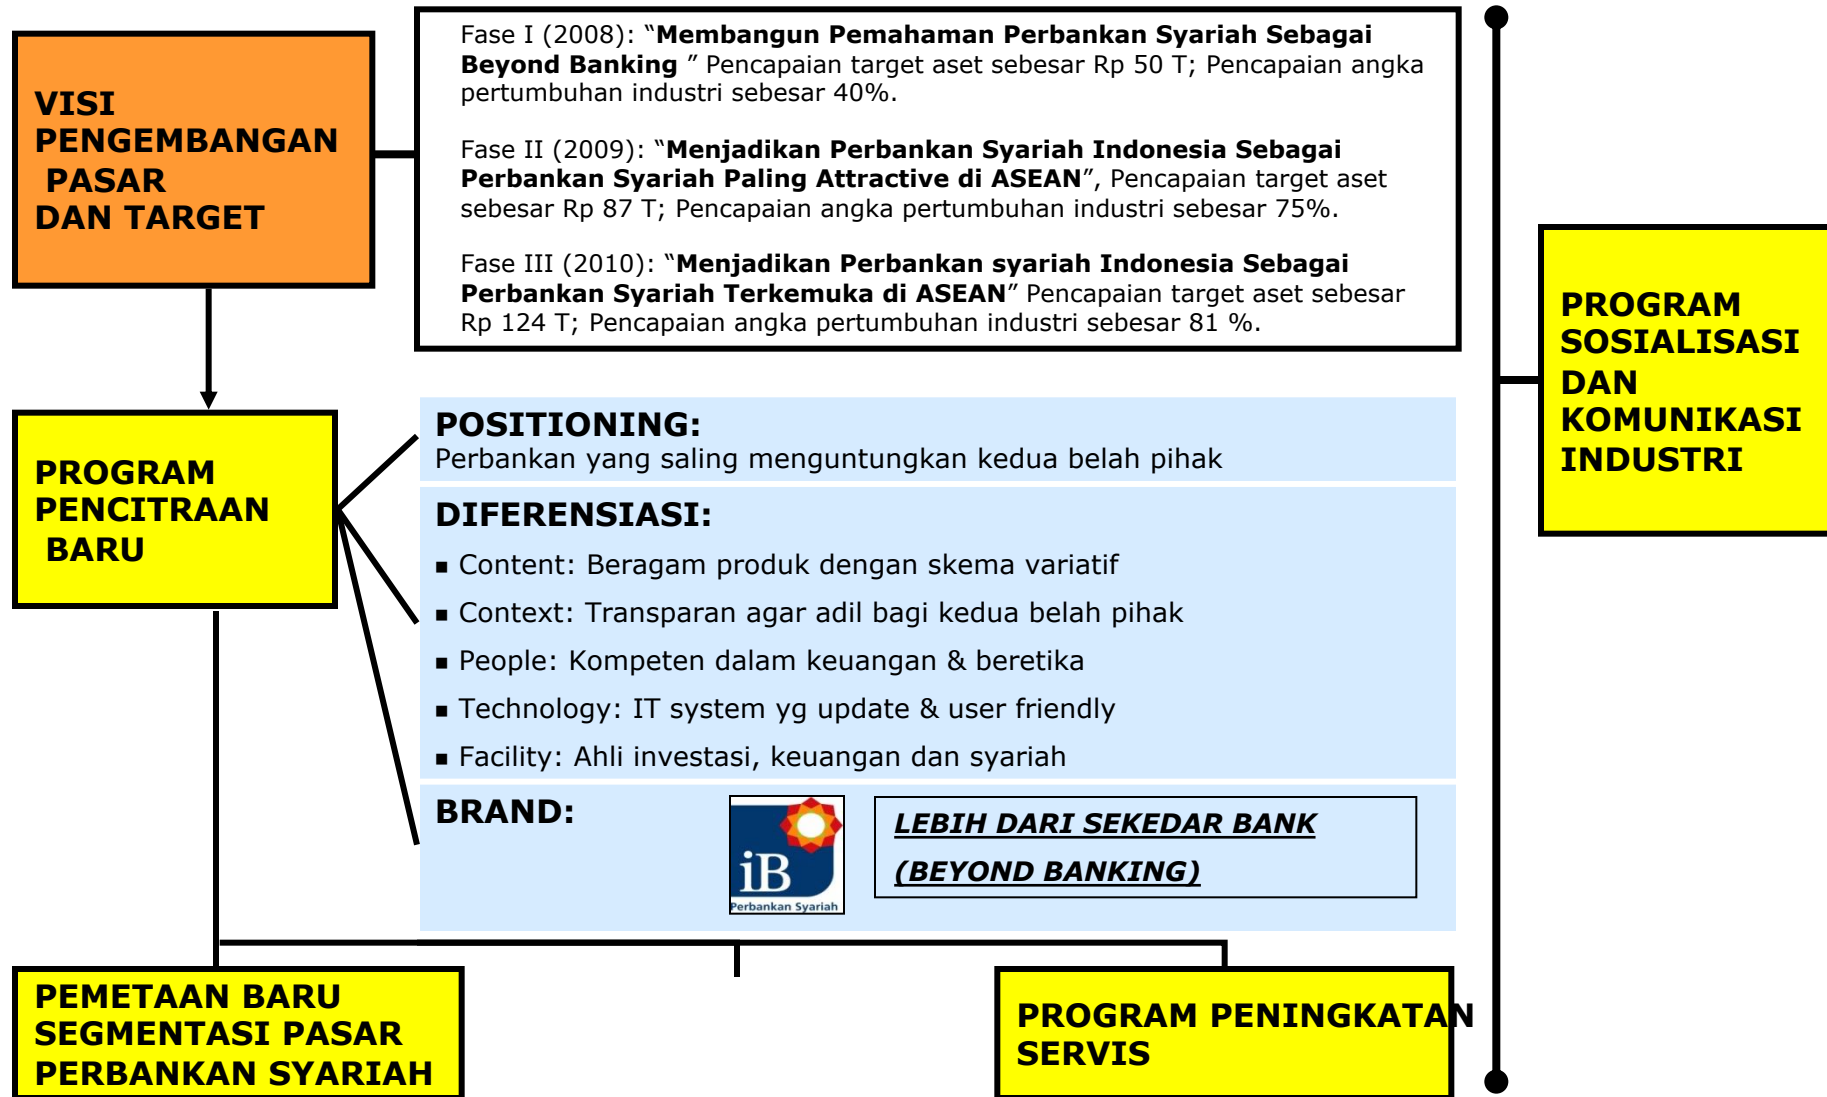 VISI
PENGEMBANGAN
PASAR
DAN TARGET
Fase I (2008): “Membangun Pemahaman Perbankan Syariah Sebagai
Beyond Banking ” Pencapaian target aset sebesar Rp 50 T; Pencapaian angka
pertumbuhan industri sebesar 40%.
Fase II (2009): “Menjadikan Perbankan Syariah Indonesia Sebagai
Perbankan Syariah Paling Attractive di ASEAN”, Pencapaian target aset
sebesar Rp 87 T; Pencapaian angka pertumbuhan industri sebesar 75%.
Fase III (2010): “Menjadikan Perbankan syariah Indonesia Sebagai
Perbankan Syariah Terkemuka di ASEAN” Pencapaian target aset sebesar
Rp 124 T; Pencapaian angka pertumbuhan industri sebesar 81 %.
PROGRAM
SOSIALISASI
DAN
KOMUNIKASI
INDUSTRI
PROGRAM
PENCITRAAN
BARU
POSITIONING:
Perbankan yang saling menguntungkan kedua belah pihak
DIFERENSIASI:
▪ Content: Beragam produk dengan skema variatif
▪ Context: Transparan agar adil bagi kedua belah pihak
▪ People: Kompeten dalam keuangan & beretika
▪ Technology: IT system yg update & user friendly
▪ Facility: Ahli investasi, keuangan dan syariah
BRAND:
iB
Perbankan Syariah
LEBIH DARI SEKEDAR BANK
(BEYOND BANKING)
PEMETAAN BARU
SEGMENTASI PASAR
PERBANKAN SYARIAH
PROGRAM PENINGKATAN
SERVIS